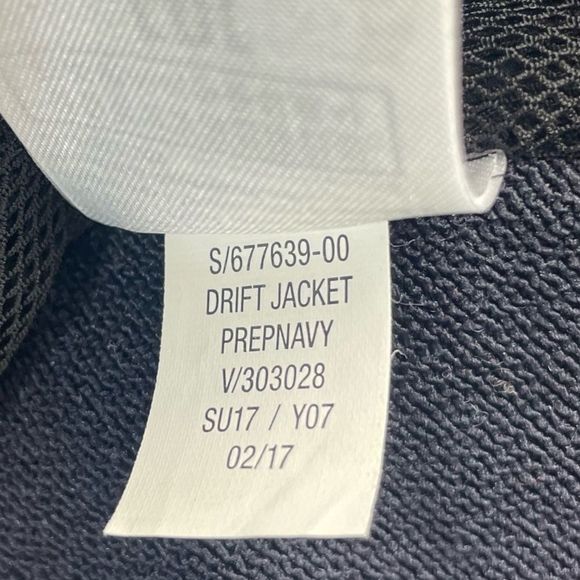 S/677639-00
DRIFT JACKET
PREPNAVY
V/303028
SU17 / Y07
02/17